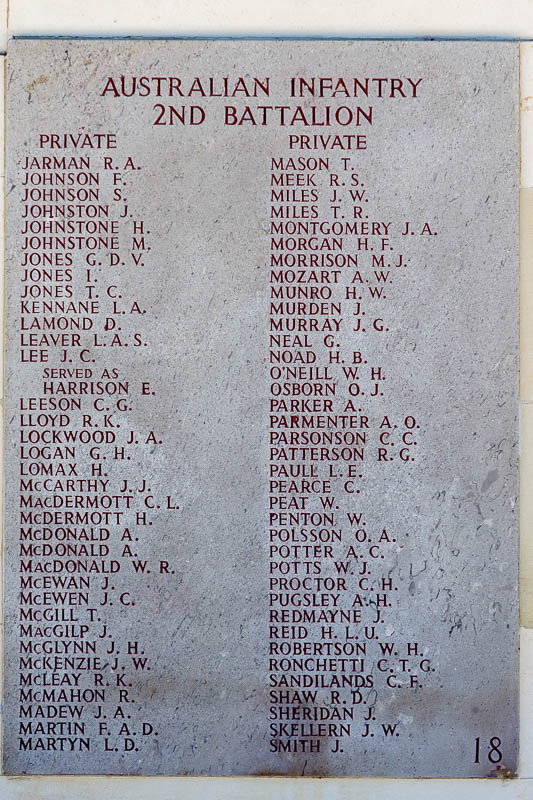 AUSTRALIAN INFANTRY
2ND BATTALION
PRIVATE
JARMAN R. A.
JOHNSON F.
JOHNSON S.
JOHNSTON J.
JOHNSTONE H.
JOHNSTONE M.
JONES G. D. V.
JONES I.
JONES T. C.
KENNANE L. A.
LAMOND D.
LEAVER L. A. S.
LEE J. C.
SERVED AS
HARRISON E.
LEESON C. G.
LLOYD R. K.
LOCKWOOD J. A.
LOGAN G. H.
LOMAX H.
McCARTHY J. J.
MacDERMOTT C. L.
McDERMOTT H.
McDONALD A.
McDONALD A.
MacDONALD W. R.
McEWAN J.
McEWEN J. C.
McGILL T.
MacGILP J.
McGLYNN J. H.
McKENZIE J. W.
McLEAY R. K.
McMAHON R.
MADEW J. A.
MARTIN F. A. D.
MARTYN L. D.
PRIVATE
MASON T.
MEEK R. S.
MILES J. W.
MILES T. R.
MONTGOMERY J. A.
MORGAN H. F.
MORRISON M. J.
MOZART A. W.
MUNRO H. W.
MURDEN J.
MURRAY J. G.
NEAL G.
NOAD H. B.
O'NEILL W. H.
OSBORN O. J.
PARKER A.
PARMENTER A. O.
PARSONSON C. C.
PATTERSON R. G.
PAULL L. E.
PEARCE C.
PEAT W.
PENTON W.
POLSSON O. A.
POTTER A. C.
POTTS W. J.
PROCTOR C. H.
PUGSLEY A. H.
REDMAYNE J.
REID H. L. U.
ROBERTSON W. H.
RONCHETTI C. T. G.
SANDILANDS C. F.
SHAW R. D.
SHERIDAN J.
SKELLERN J. W.
SMITH J.
18